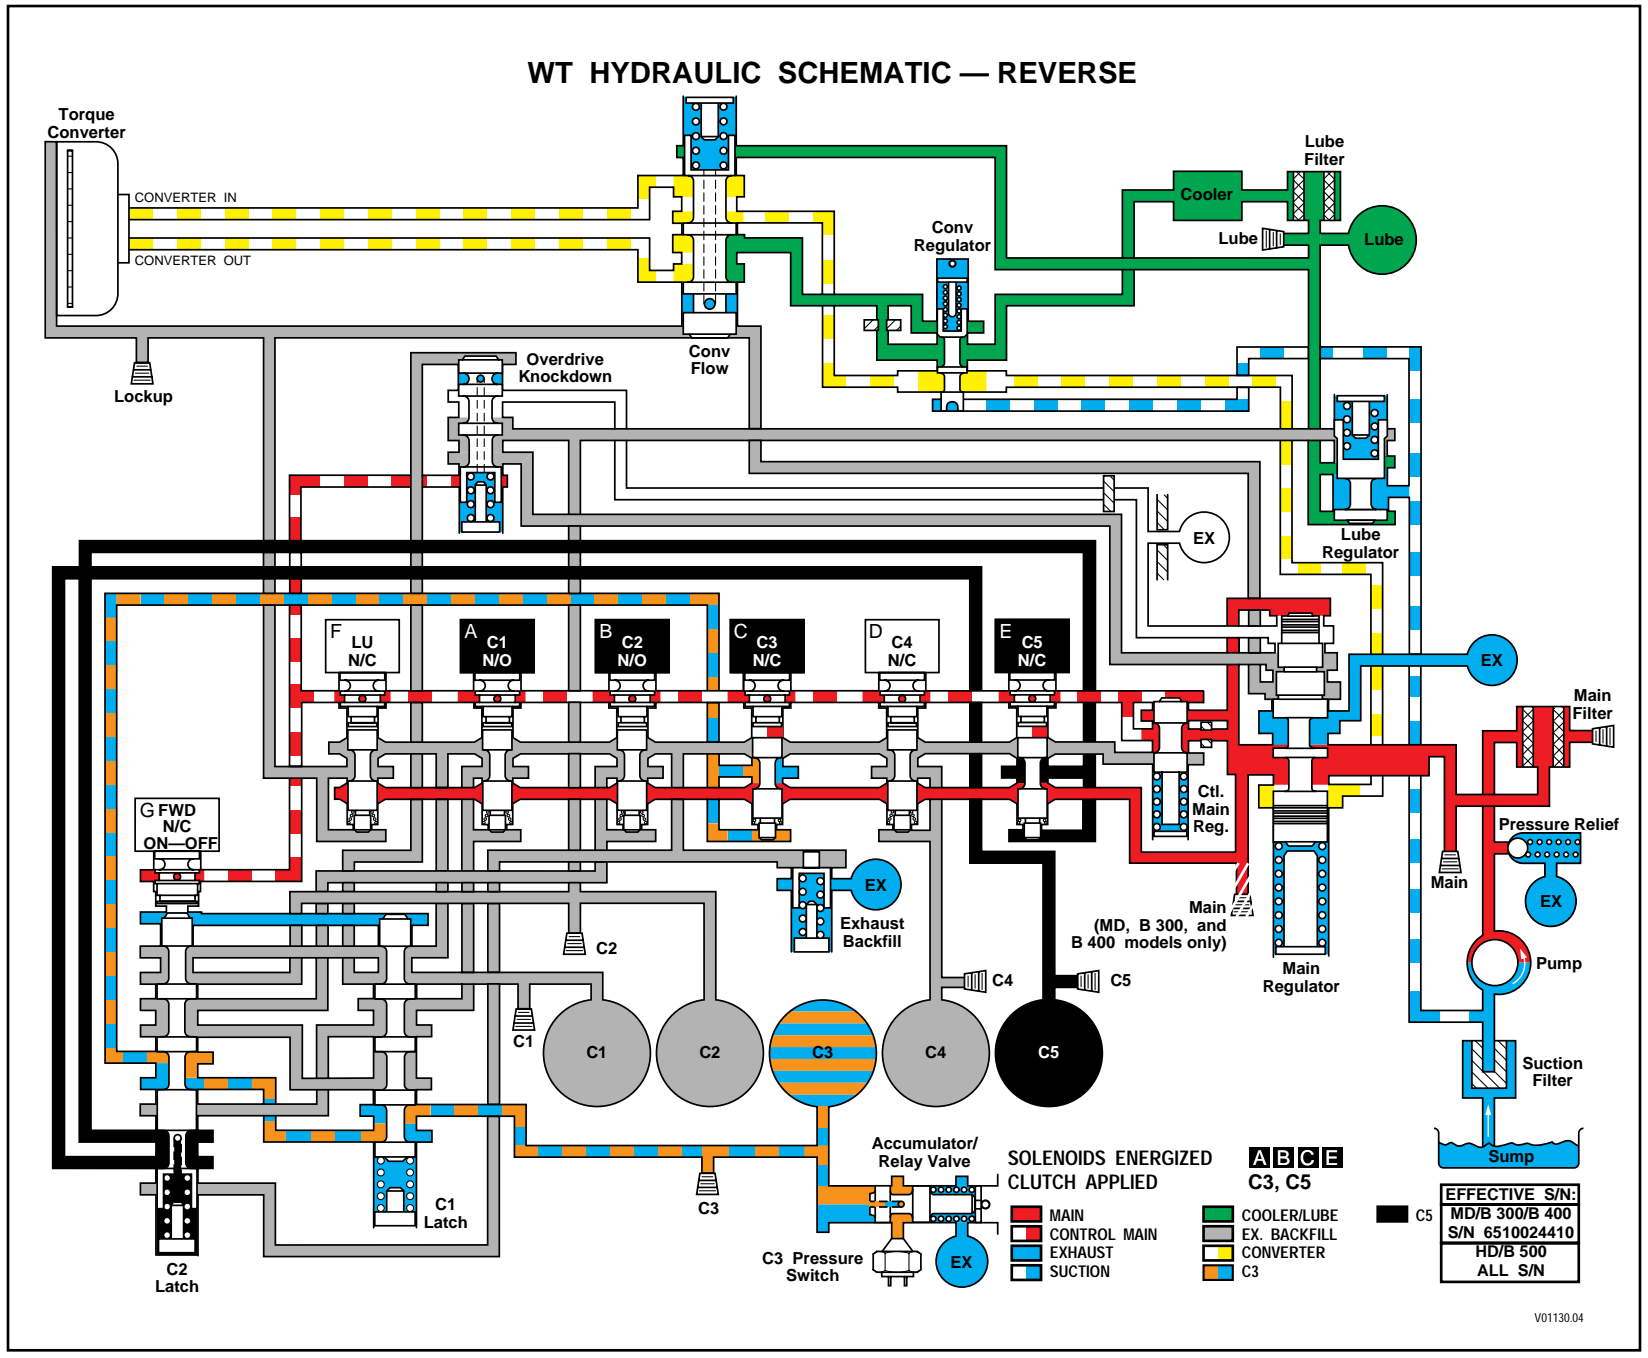 WT HYDRAULIC SCHEMATIC — REVERSE
Torque
Converter
CONVERTER IN
CONVERTER OUT
Lockup
Conv
Flow
Overdrive
Knockdown
Conv
Regulator
Cooler
Lube
Filter
Lube
Lube
Lube
Regulator
EX
F
LU
N/C
A
C1
N/O
B
C2
N/O
C
C3
N/C
D
C4
N/C
E
C5
N/C
EX
Main
Filter
Ctl.
Main
Reg.
G FWD
N/C
ON—OFF
Pressure Relief
EX
Main
Main
(MD, B 300, and
B 400 models only)
EX
Exhaust
Backfill
Main
Regulator
Pump
C2
C1
C4
C5
C1
C2
C3
C4
C5
Suction
Filter
Sump
C1
Latch
C2
Latch
C3
Accumulator/
Relay Valve
C3 Pressure
Switch
EX
SOLENOIDS ENERGIZED
A B C E
CLUTCH APPLIED
C3, C5
MAIN
CONTROL MAIN
EXHAUST
SUCTION
COOLER/LUBE
EX. BACKFILL
CONVERTER
C3
C5
EFFECTIVE S/N:
MD/B 300/B 400
S/N 6510024410
HD/B 500
ALL S/N
V01130.04